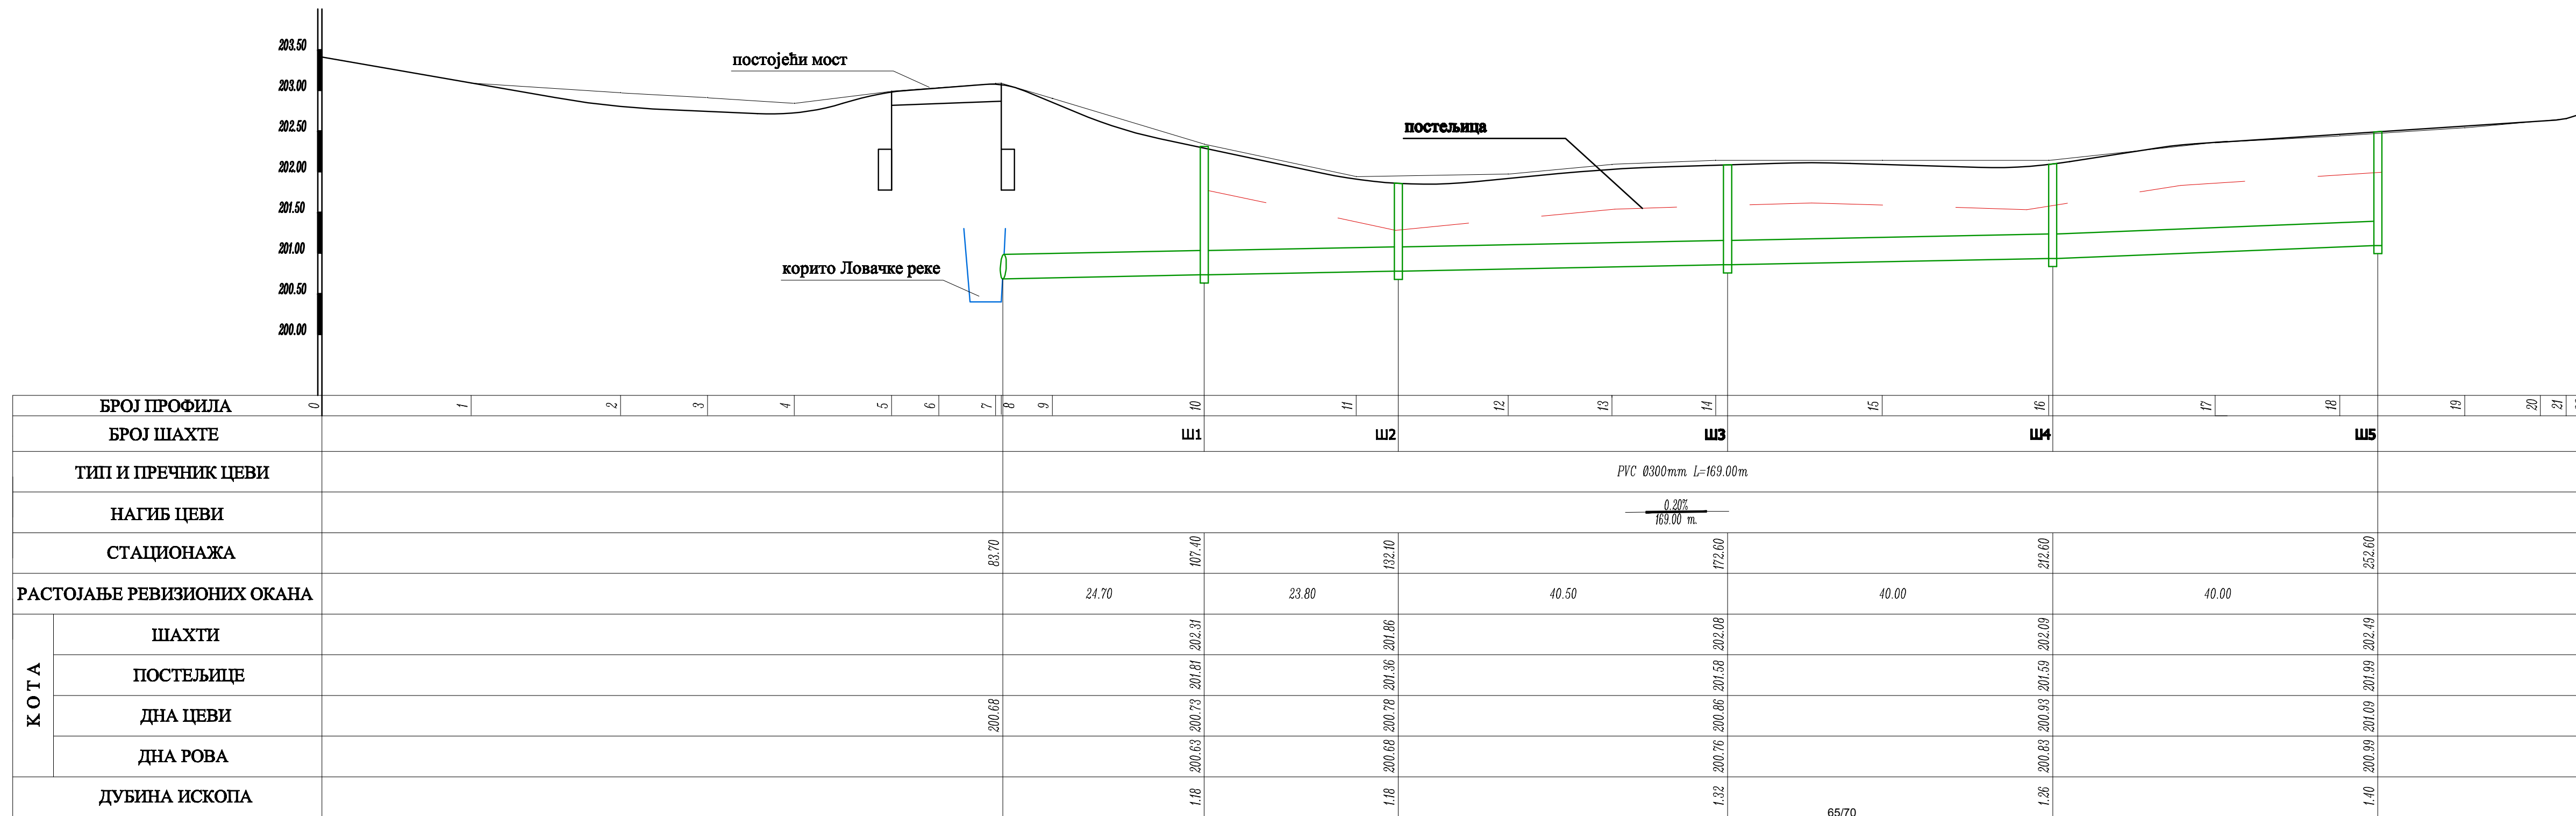 203.50
203.00
202.50
202.00
201.50
201.00
200.50
200.00
постојећи мост
постељица
корито Ловачке реке
БРОЈ ПРОФИЛА 0 1 2 3 4 5 6 7 8 9 10 11 12 13 14 15 16 17 18 19 20 21
БРОЈ ШАХТЕ Ш1 Ш2 Ш3 Ш4 Ш5
ТИП И ПРЕЧНИК ЦЕВИ PVC Ø300mm L=169.00m
НАГИБ ЦЕВИ 0.20%
169.00 m.
СТАЦИОНАЖА 83.70 107.40 132.10 172.60 212.60 252.60
РАСТОЈАЊЕ РЕВИЗИОНИХ ОКАНА 24.70 23.80 40.50 40.00 40.00
КОТА
ШАХТИ 202.31 201.86 202.08 202.09 202.49
ПОСТЕЉИЦЕ 201.81 201.36 201.58 201.59 201.99
ДНА ЦЕВИ 200.68 200.73 200.78 200.86 200.93 201.09
ДНА РОВА 200.63 200.68 200.76 200.83 200.99
ДУБИНА ИСКОПА 1.18 1.18 1.32 1.26 1.40
65/70